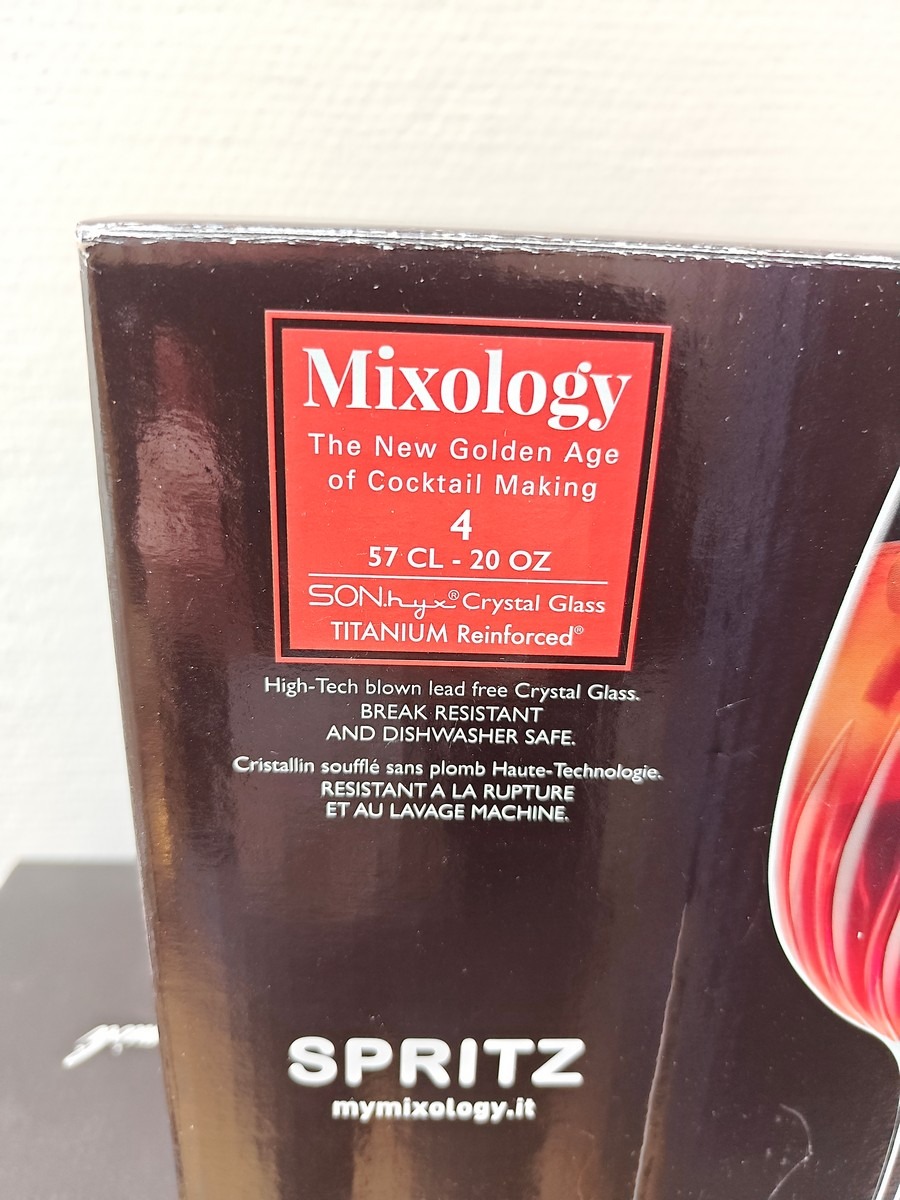 Mixology
The New Golden Age
of Cocktail Making
4
57 CL - 20 OZ
SON.hyx® Crystal Glass
TITANIUM Reinforced®
High-Tech blown lead free Crystal Glass.
BREAK RESISTANT
AND DISHWASHER SAFE.
Cristallin soufflé sans plomb Haute-Technologie.
RESISTANT A LA RUPTURE
ET AU LAVAGE MACHINE.
SPRITZ
mymixology.it